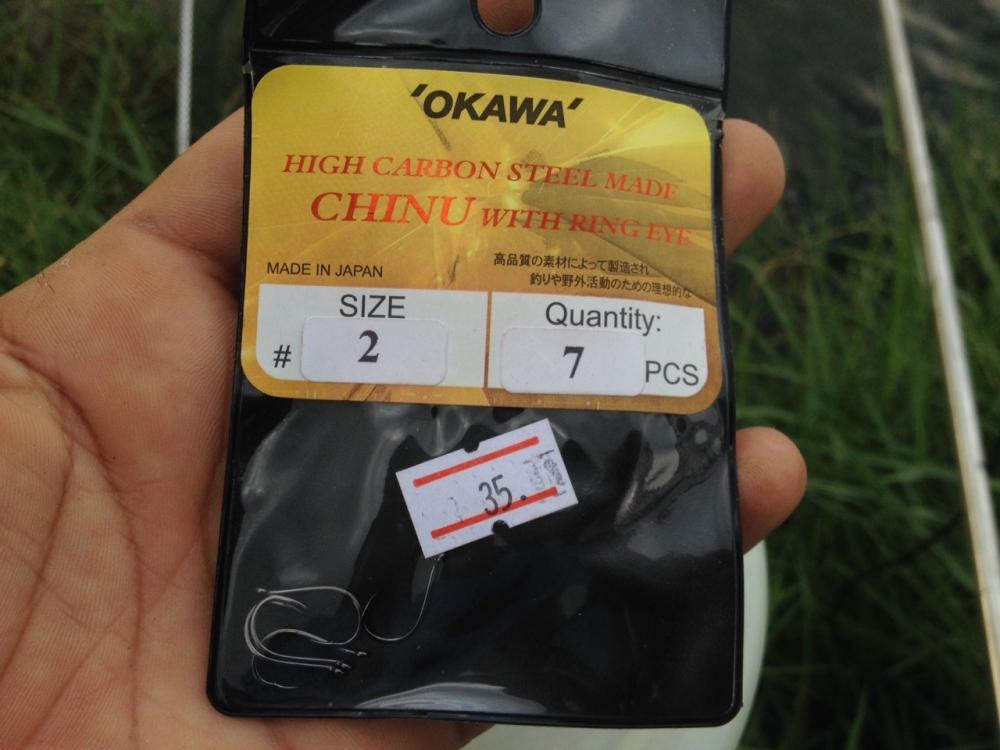 'OKAWA'
HIGH CARBON STEEL MADE
CHINU WITH RING EYE
MADE IN JAPAN
高品質の素材によって製造され
釣りや野外活動のための理想的な
SIZE
# 2
Quantity:
7 PCS
35.